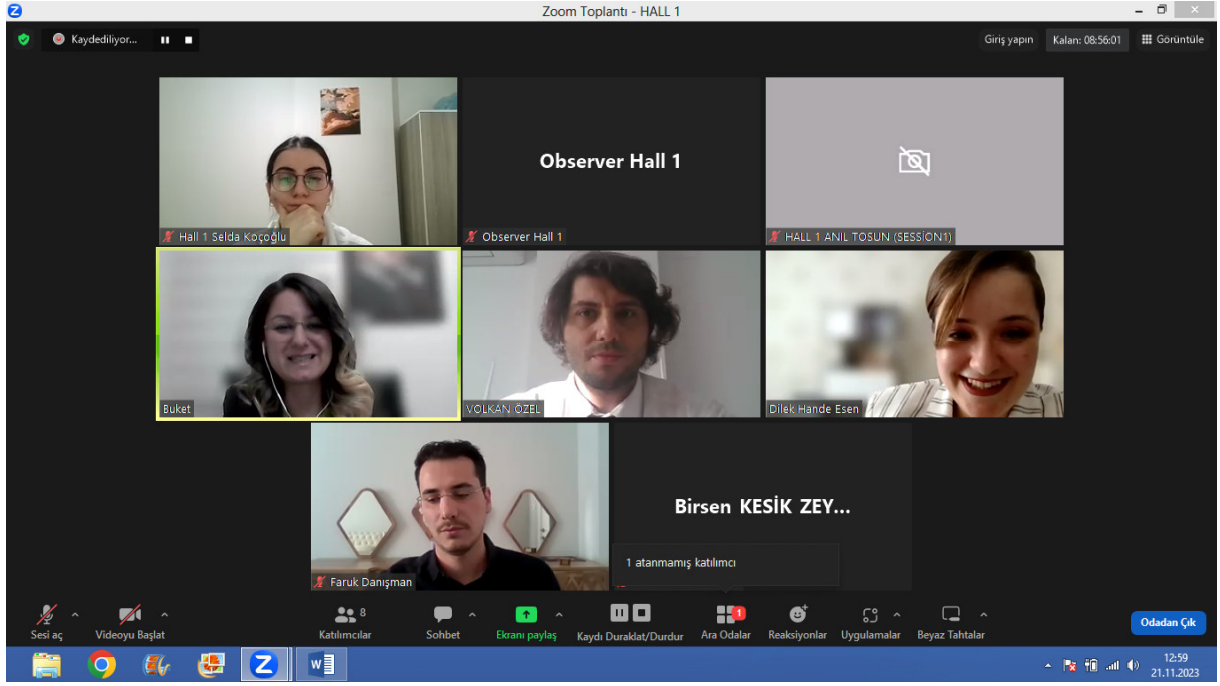 Zoom Toplantı - HALL 1
Kaydediliyor...
Giriş yapın
Kalan: 08:56:01
Görüntüle
Hall 1 Selda Koçoğlu
Observer Hall 1
Observer Hall 1
HALL 1 ANIL TOSUN (SESSİON1)
Buket
VOLKAN ÖZEL
Dilek Hande Esen
Faruk Danışman
Birsen KESİK ZEY...
1 atanmamış katılımcı
8
1
Sesi aç
Videoyu Başlat
Katılımcılar
Sohbet
Ekranı paylaş
Kaydı Duraklat/Durdur
Ara Odalar
Reaksiyonlar
Uygulamalar
Beyaz Tahtalar
Odadan Çık
12:59
21.11.2023